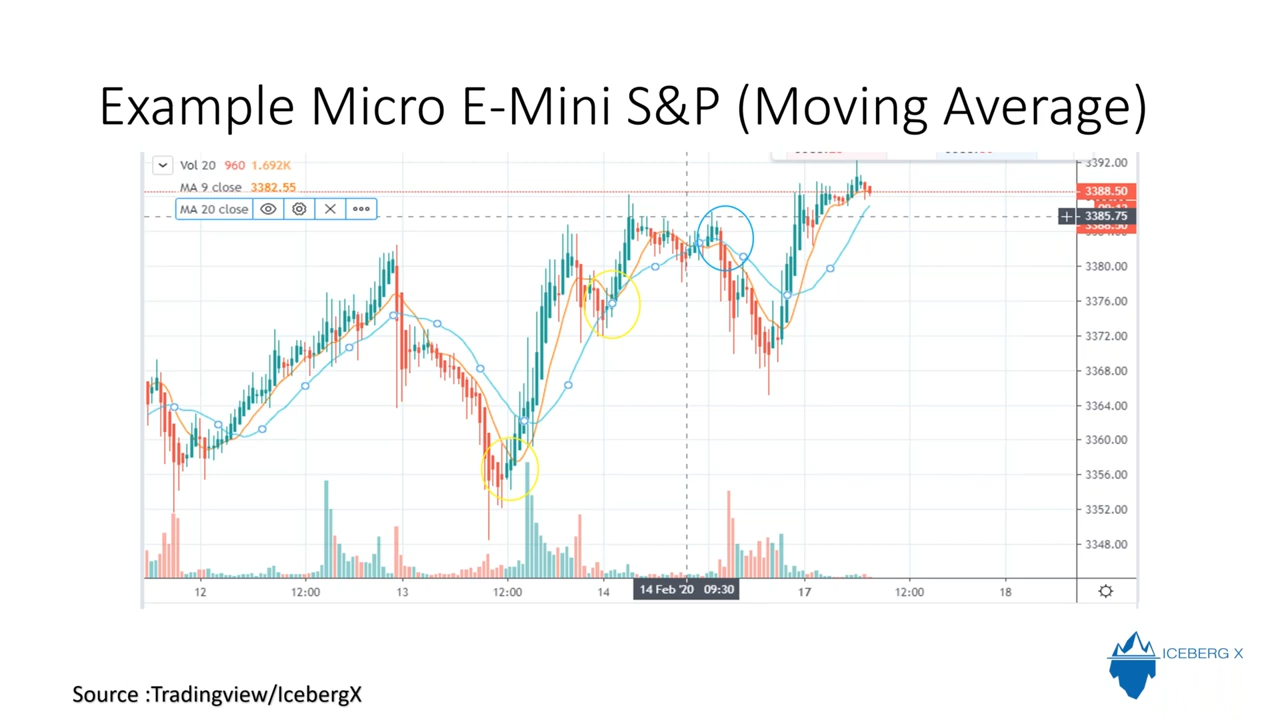 Example Micro E-Mini S&P (Moving Average)
Vol 20 960 1.692K
MA 9 close 3382.55
MA 20 close
3392.00
3388.50
3385.75
3380.00
3376.00
3372.00
3368.00
3364.00
3360.00
3356.00
3352.00
3348.00
12 12:00 13 12:00 14 14 Feb '20 09:30 17 12:00 18
ICEBERG X
Source :Tradingview/IcebergX